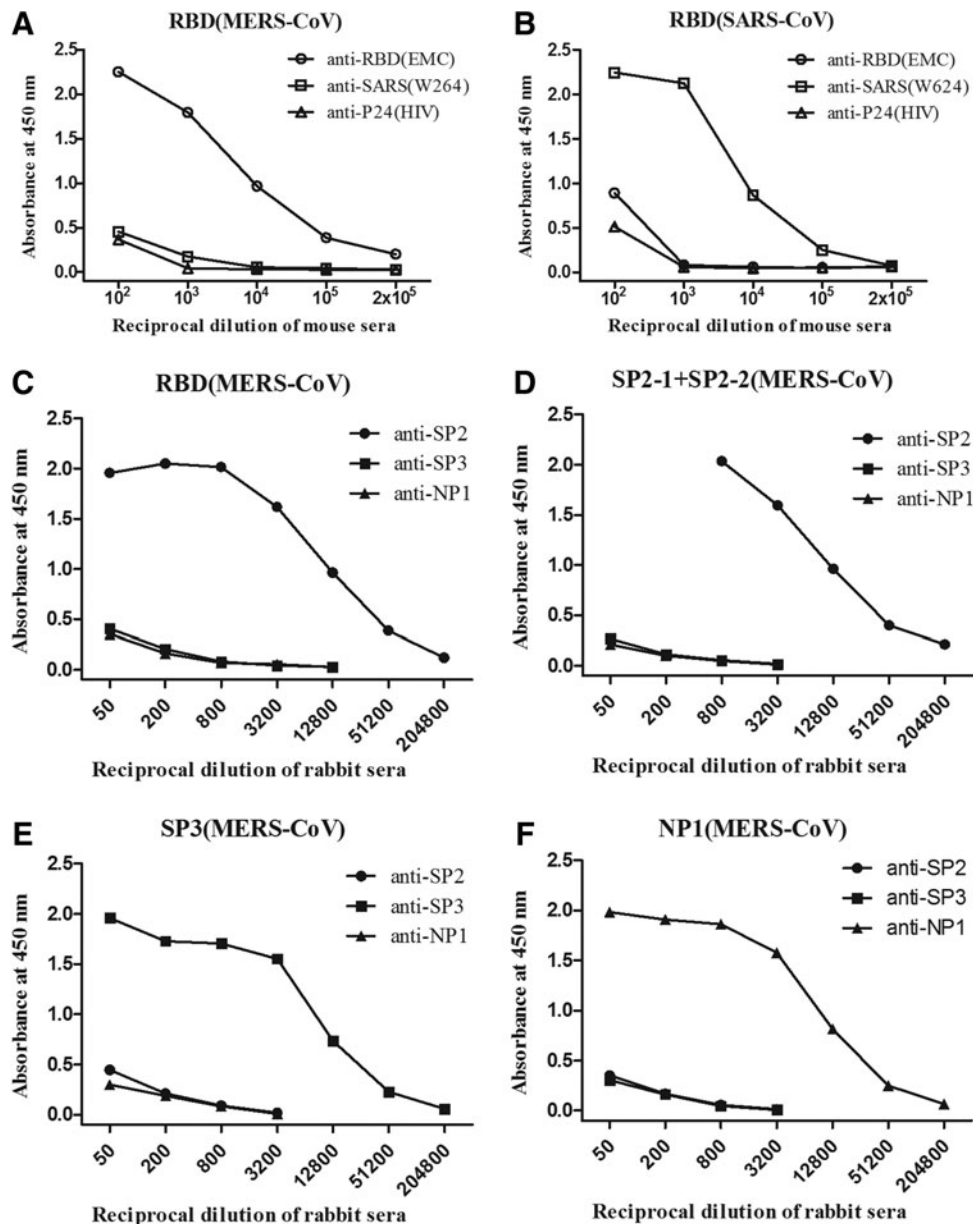 A
RBD(MERS-CoV)
anti-RBD(EMC)
anti-SARS(W264)
anti-P24(HIV)
Absorbance at 450 nm
2.5
2.0
1.5
1.0
0.5
0.0
10² 10³ 10⁴ 10⁵ 2x10⁵
Reciprocal dilution of mouse sera
B
RBD(SARS-CoV)
anti-RBD(EMC)
anti-SARS(W624)
anti-P24(HIV)
Absorbance at 450 nm
2.5
2.0
1.5
1.0
0.5
0.0
10² 10³ 10⁴ 10⁵ 2x10⁵
Reciprocal dilution of mouse sera
C
RBD(MERS-CoV)
anti-SP2
anti-SP3
anti-NP1
Absorbance at 450 nm
2.5
2.0
1.5
1.0
0.5
0.0
50 200 800 3200 12800 51200 204800
Reciprocal dilution of rabbit sera
D
SP2-1+SP2-2(MERS-CoV)
anti-SP2
anti-SP3
anti-NP1
Absorbance at 450 nm
2.5
2.0
1.5
1.0
0.5
0.0
50 200 800 3200 12800 51200 204800
Reciprocal dilution of rabbit sera
E
SP3(MERS-CoV)
anti-SP2
anti-SP3
anti-NP1
Absorbance at 450 nm
2.5
2.0
1.5
1.0
0.5
0.0
50 200 800 3200 12800 51200 204800
Reciprocal dilution of rabbit sera
F
NP1(MERS-CoV)
anti-SP2
anti-SP3
anti-NP1
Absorbance at 450 nm
2.5
2.0
1.5
1.0
0.5
0.0
50 200 800 3200 12800 51200 204800
Reciprocal dilution of rabbit sera